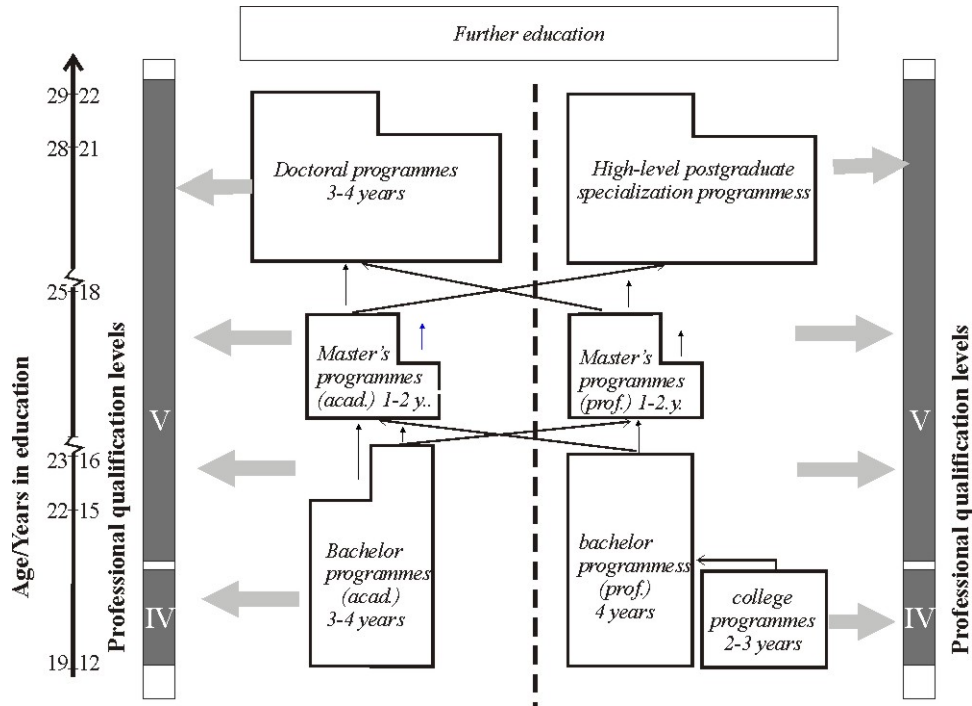 Further education
29 22
28 21
Doctoral programmes
3-4 years
High-level postgraduate
specialization programmess
25 18
Master's
programmes
(acad.) 1-2 y..
Master's
programmes
(prof.) 1-2.y.
23 16
22 15
Bachelor
programmes
(acad.)
3-4 years
bachelor
programmess
(prof.)
4 years
college
programmes
2-3 years
19 12
Age/Years in education
Professional qualification levels
V
IV
V
IV
Professional qualification levels